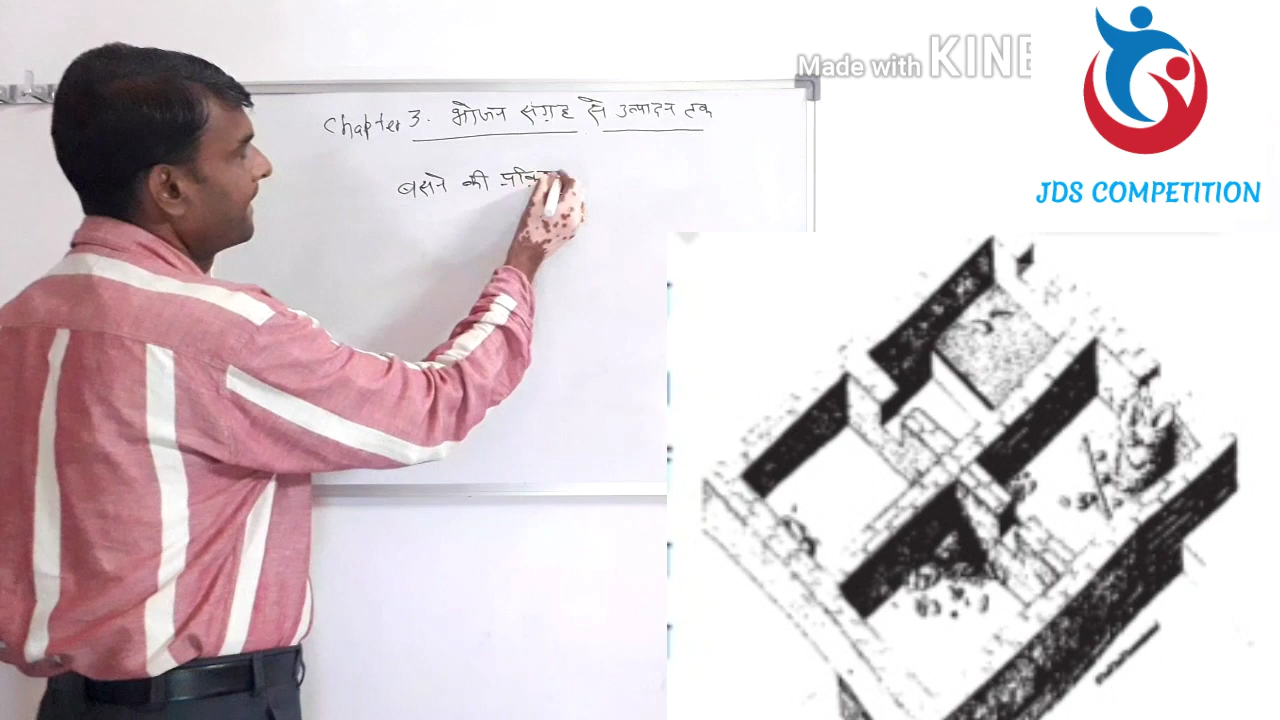 Made with KINE
JDS COMPETITION
Chapter 3. भोजन संग्रह से उत्पादन तक
बसने की